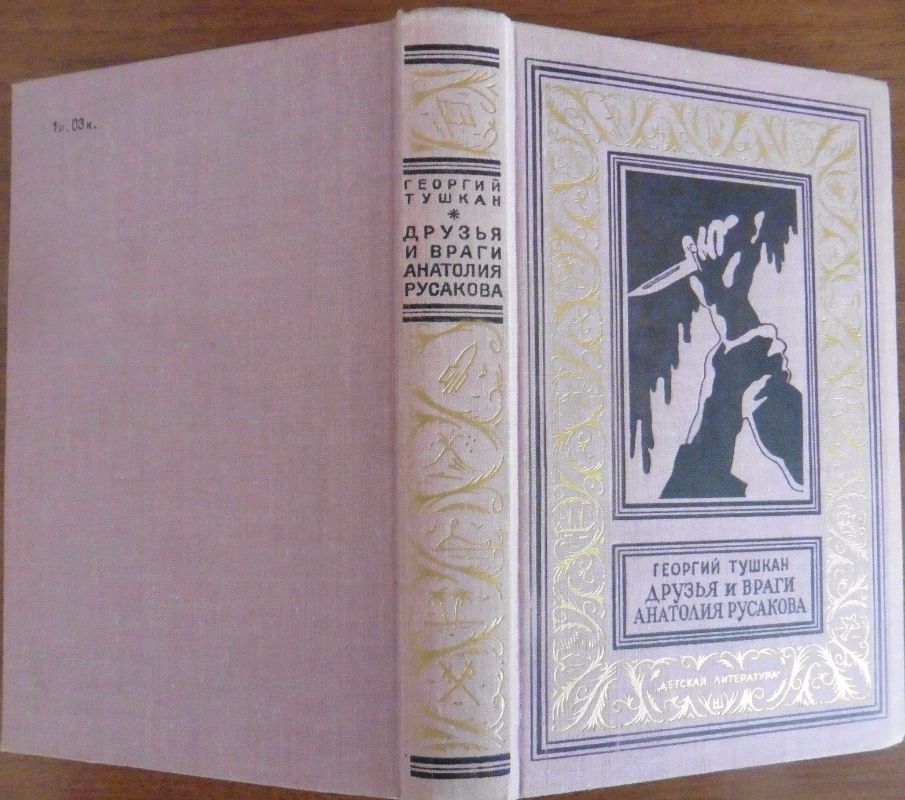 1р. 03к.
ГЕОРГИЙ
ТУШКАН
*
ДРУЗЬЯ
И ВРАГИ
АНАТОЛИЯ
РУСАКОВА
ГЕОРГИЙ ТУШКАН
ДРУЗЬЯ И ВРАГИ
АНАТОЛИЯ РУСАКОВА
„ДЕТСКАЯ ЛИТЕРАТУРА"